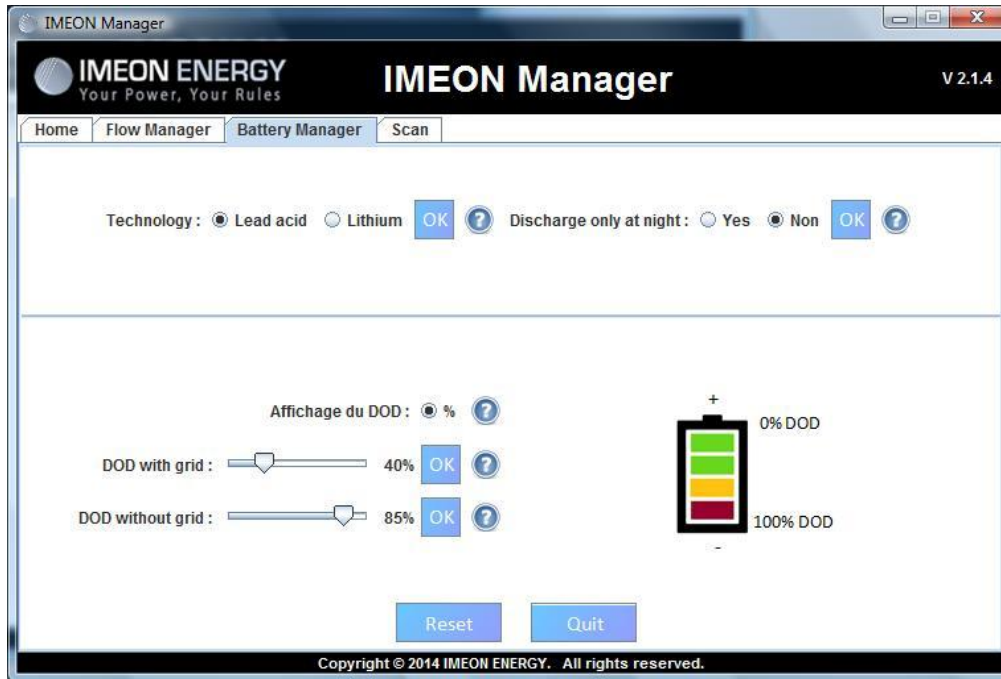 IMEON Manager
IMEON ENERGY
Your Power, Your Rules
IMEON Manager
V 2.1.4
Home Flow Manager Battery Manager Scan
Technology : Lead acid Lithium OK ? Discharge only at night : Yes Non OK ?
Affichage du DOD : % ?
DOD with grid : 40% OK ?
DOD without grid : 85% OK ?
+
0% DOD
100% DOD
-
Reset Quit
Copyright © 2014 IMEON ENERGY. All rights reserved.